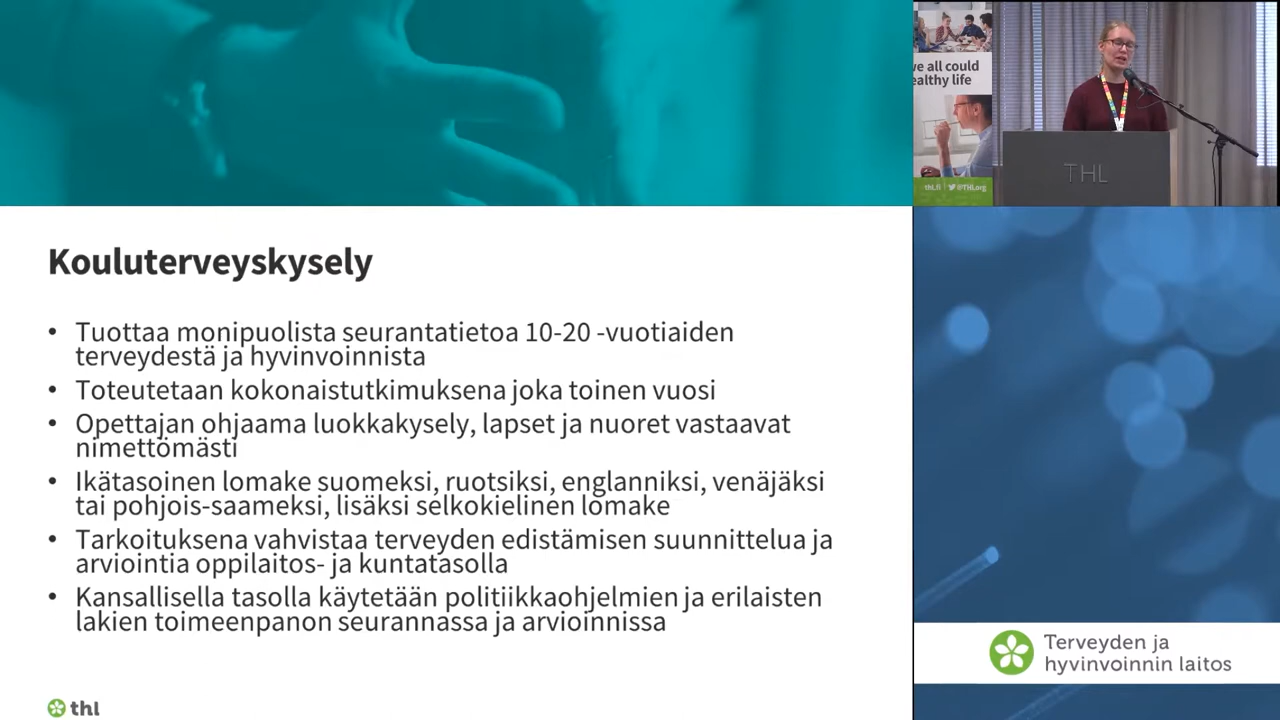 Kouluterveyskysely
• Tuottaa monipuolista seurantatietoa 10-20 -vuotiaiden
terveydestä ja hyvinvoinnista
• Toteutetaan kokonaistutkimuksena joka toinen vuosi
• Opettajan ohjaama luokkakysely, lapset ja nuoret vastaavat
nimettömästi
• Ikätasoinen lomake suomeksi, ruotsiksi, englanniksi, venäjäksi
tai pohjois-saameksi, lisäksi selkokielinen lomake
• Tarkoituksena vahvistaa terveyden edistämisen suunnittelua ja
arviointia oppilaitos- ja kuntatasolla
• Kansallisella tasolla käytetään politiikkaohjelmien ja erilaisten
lakien toimeenpanon seurannassa ja arvioinnissa
thl
we all could
ealthy life
thl.fi | @THLorg
THL
Terveyden ja
hyvinvoinnin laitos